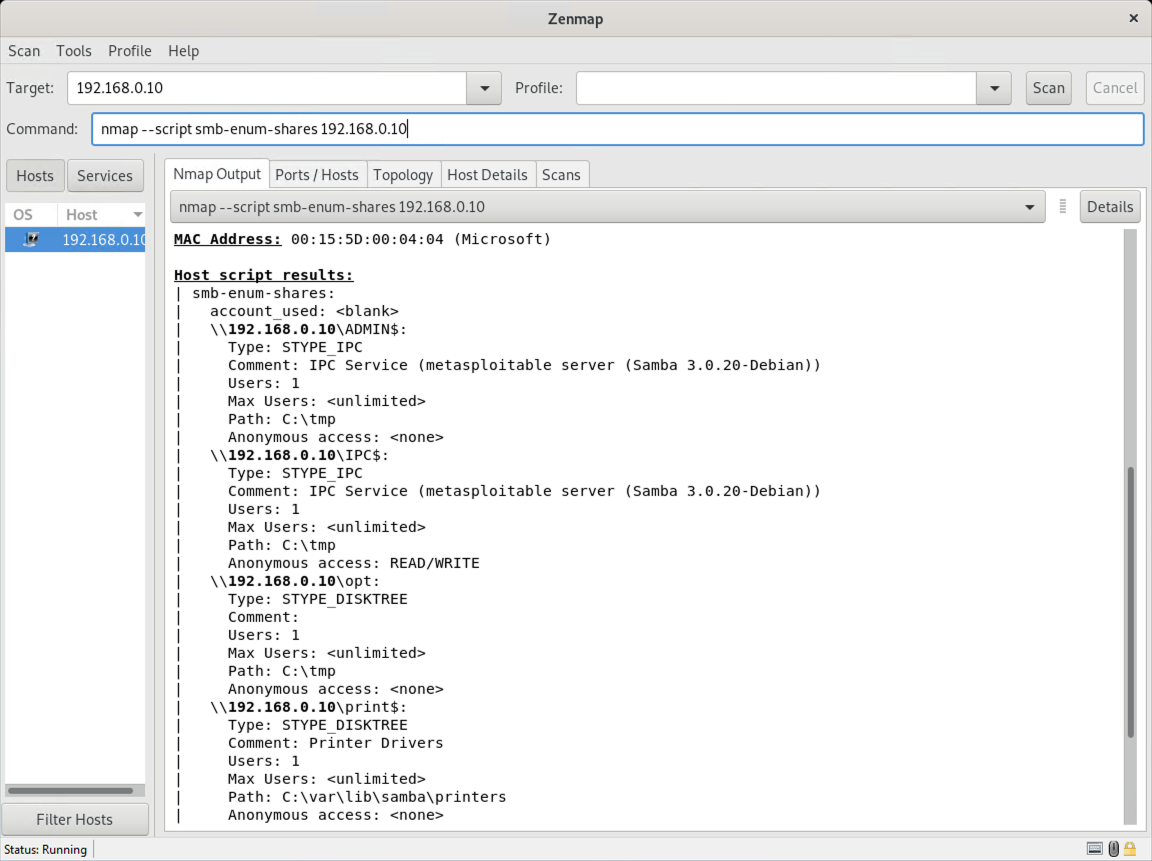 Zenmap
Scan Tools Profile Help
Target: 192.168.0.10 Profile: Scan Cancel
Command: nmap --script smb-enum-shares 192.168.0.10
Hosts Services
Nmap Output Ports / Hosts Topology Host Details Scans
OS Host
192.168.0.10
nmap --script smb-enum-shares 192.168.0.10 Details
MAC Address: 00:15:5D:00:04:04 (Microsoft)
Host script results:
| smb-enum-shares:
|   account_used: <blank>
|   \\192.168.0.10\ADMIN$:
|     Type: STYPE_IPC
|     Comment: IPC Service (metasploitable server (Samba 3.0.20-Debian))
|     Users: 1
|     Max Users: <unlimited>
|     Path: C:\tmp
|     Anonymous access: <none>
|   \\192.168.0.10\IPC$:
|     Type: STYPE_IPC
|     Comment: IPC Service (metasploitable server (Samba 3.0.20-Debian))
|     Users: 1
|     Max Users: <unlimited>
|     Path: C:\tmp
|     Anonymous access: READ/WRITE
|   \\192.168.0.10\opt:
|     Type: STYPE_DISKTREE
|     Comment:
|     Users: 1
|     Max Users: <unlimited>
|     Path: C:\tmp
|     Anonymous access: <none>
|   \\192.168.0.10\print$:
|     Type: STYPE_DISKTREE
|     Comment: Printer Drivers
|     Users: 1
|     Max Users: <unlimited>
|     Path: C:\var\lib\samba\printers
|     Anonymous access: <none>
Filter Hosts
Status: Running